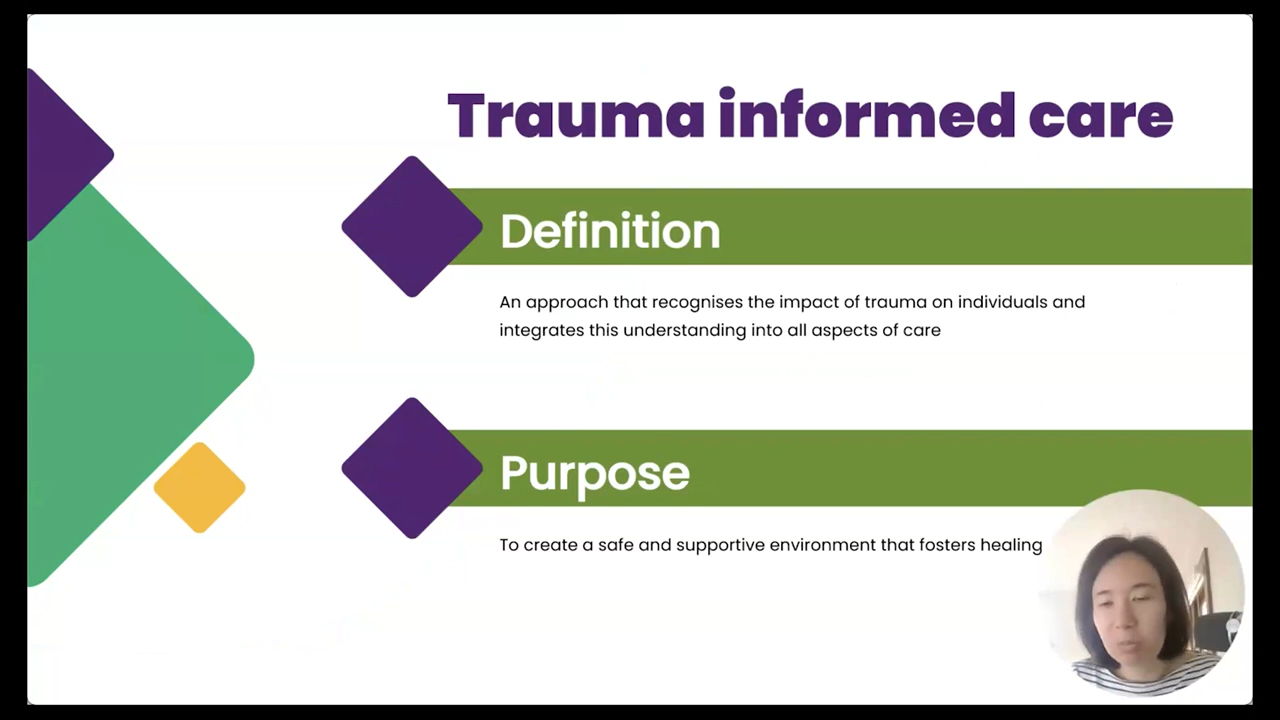 Trauma informed care
Definition
An approach that recognises the impact of trauma on individuals and
integrates this understanding into all aspects of care
Purpose
To create a safe and supportive environment that fosters healing